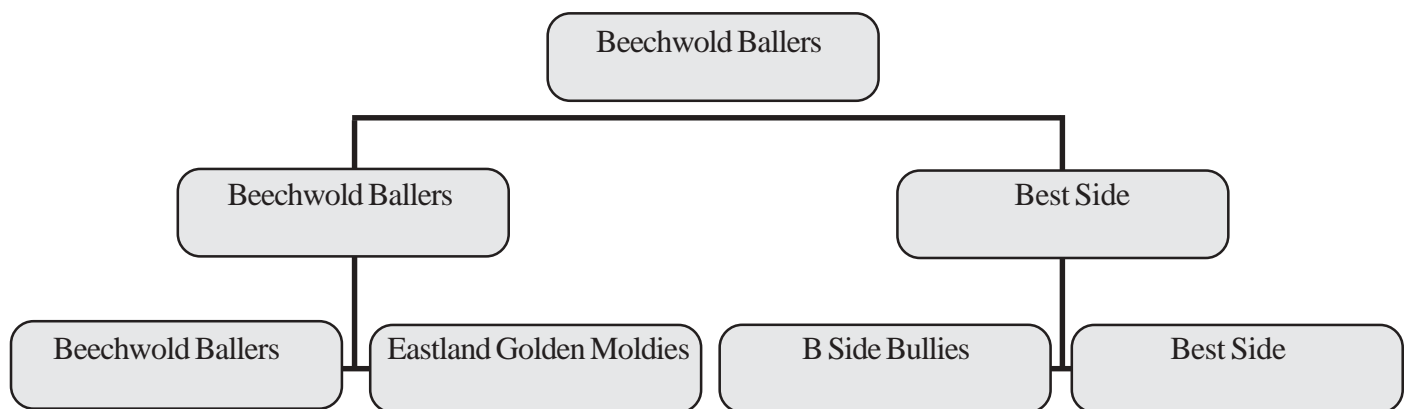 Beechwold Ballers
Beechwold Ballers
Best Side
Beechwold Ballers
Eastland Golden Moldies
B Side Bullies
Best Side